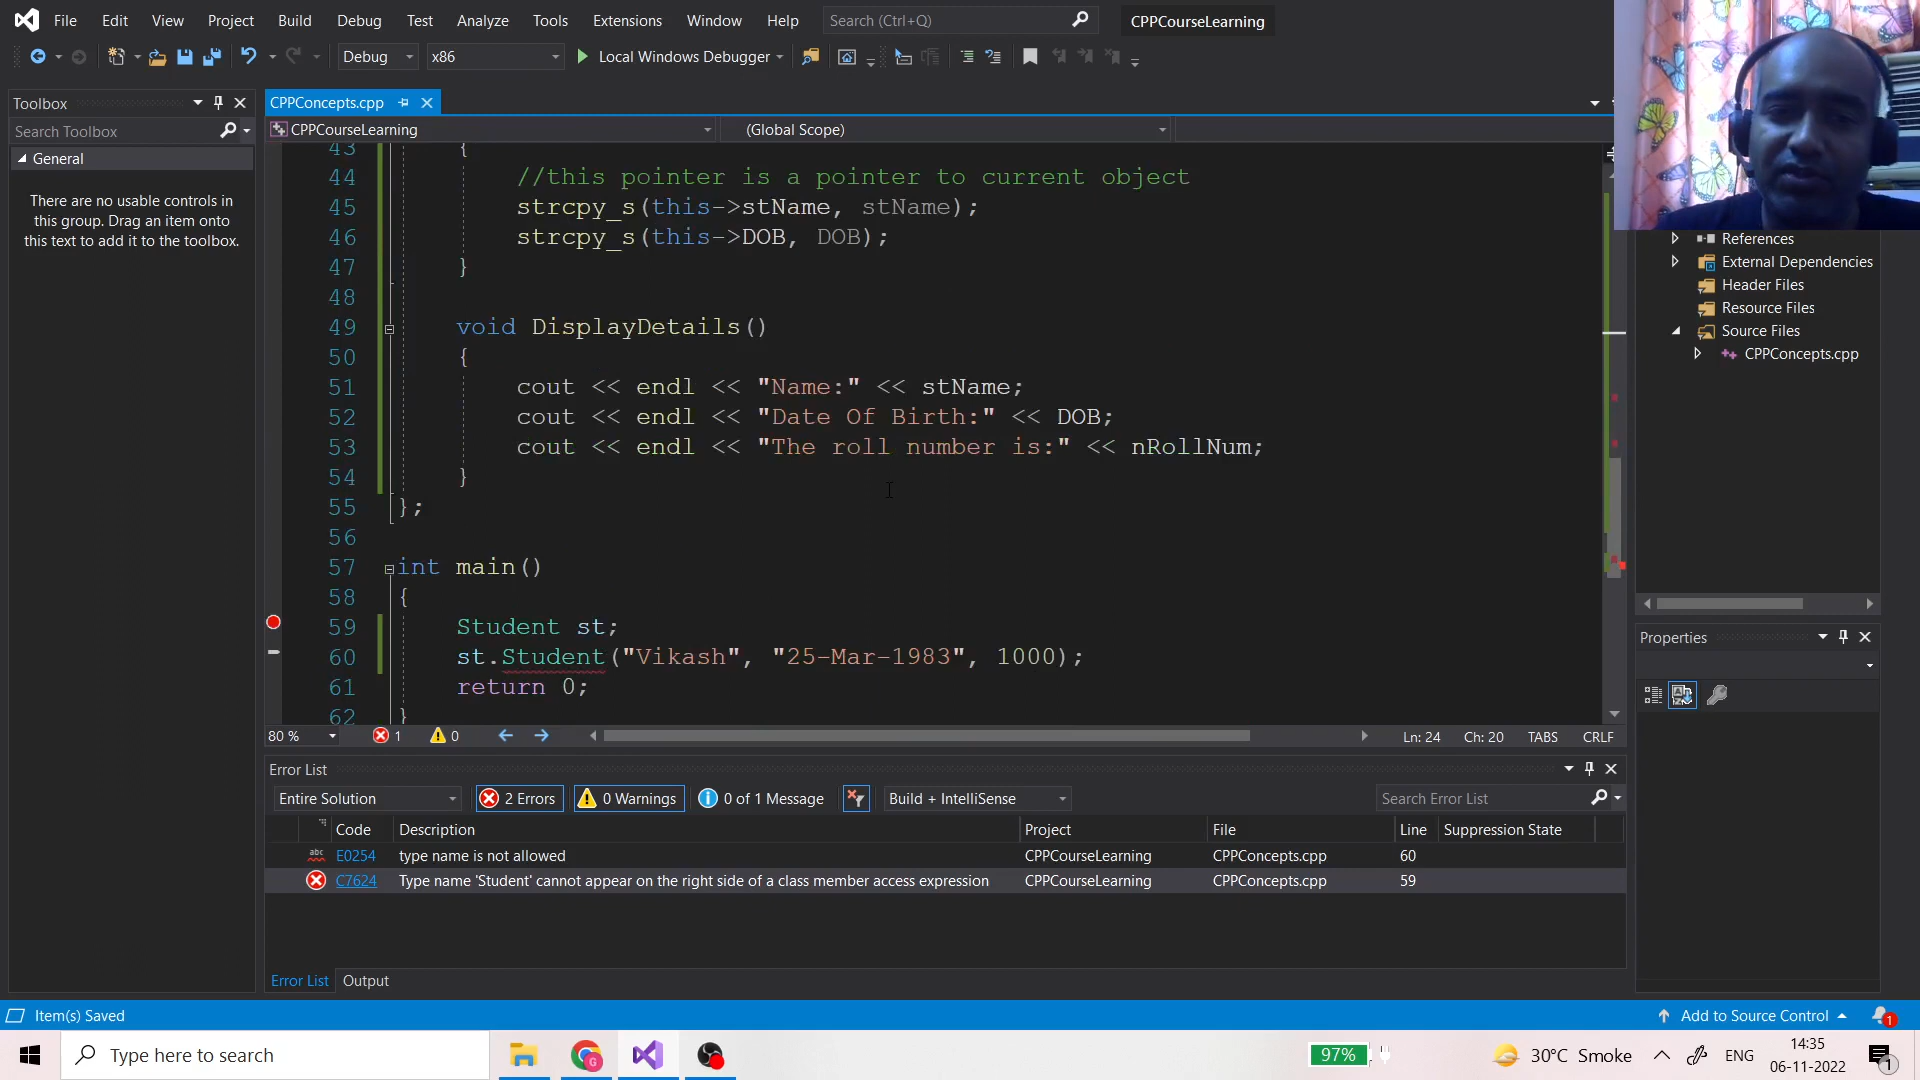 File Edit View Project Build Debug Test Analyze Tools Extensions Window Help Search (Ctrl+Q) CPPCourseLearning
Debug x86 Local Windows Debugger
Toolbox
Search Toolbox
General
There are no usable controls in
this group. Drag an item onto
this text to add it to the toolbox.
CPPConcepts.cpp
CPPCourseLearning (Global Scope)
43 {
44 //this pointer is a pointer to current object
45 strcpy_s(this->stName, stName);
46 strcpy_s(this->DOB, DOB);
47 }
48
49 void DisplayDetails()
50 {
51 cout << endl << "Name:" << stName;
52 cout << endl << "Date Of Birth:" << DOB;
53 cout << endl << "The roll number is:" << nRollNum;
54 }
55 };
56
57 int main()
58 {
59 Student st;
60 st.Student("Vikash", "25-Mar-1983", 1000);
61 return 0;
62 }
80 % 1 0 Ln: 24 Ch: 20 TABS CRLF
References
External Dependencies
Header Files
Resource Files
Source Files
CPPConcepts.cpp
Properties
Error List
Entire Solution 2 Errors 0 Warnings 0 of 1 Message Build + IntelliSense Search Error List
Code Description Project File Line Suppression State
abc E0254 type name is not allowed CPPCourseLearning CPPConcepts.cpp 60
C7624 Type name 'Student' cannot appear on the right side of a class member access expression CPPCourseLearning CPPConcepts.cpp 59
Error List Output
Item(s) Saved Add to Source Control 1
Type here to search 97% 30°C Smoke ENG 14:35
06-11-2022 1